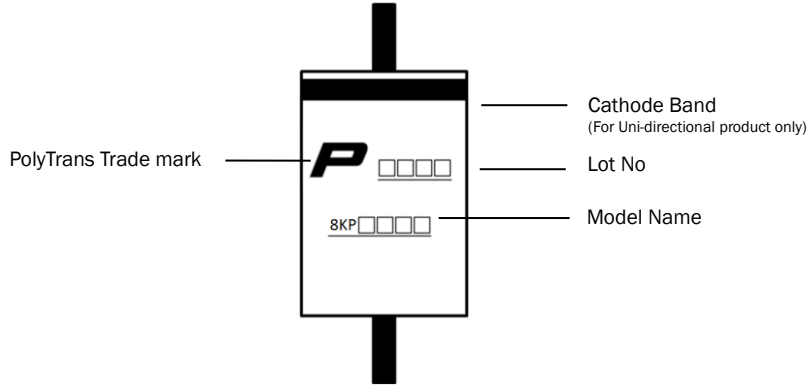 Cathode Band
(For Uni-directional product only)
PolyTrans Trade mark
P □□□□
Lot No
8KP□□□□
Model Name